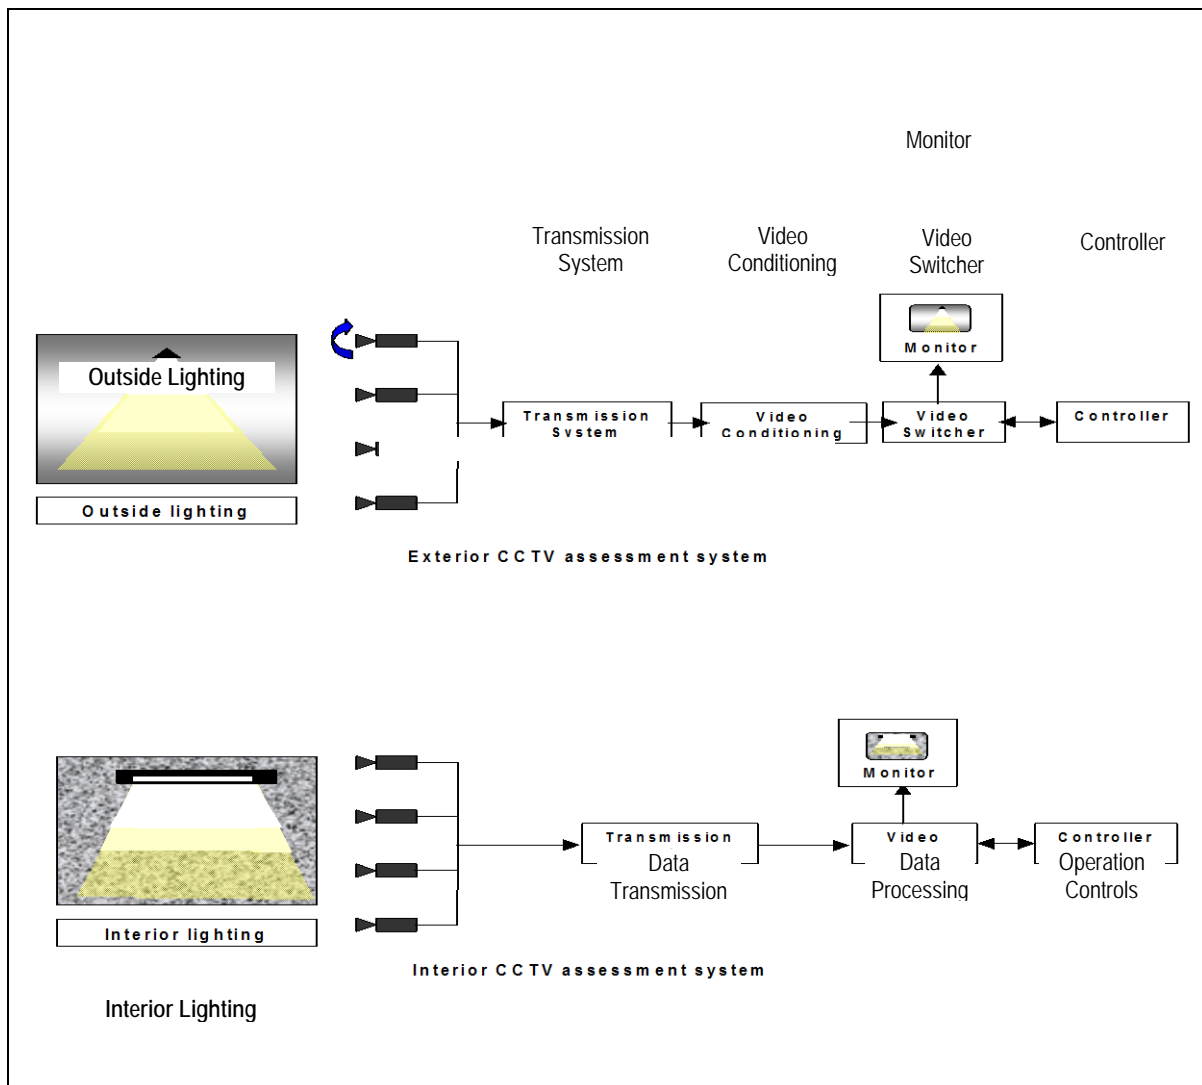 Monitor
Transmission
System
Video
Conditioning
Video
Switcher
Controller
Monitor
Outside Lighting
Transmission
System
Video
Conditioning
Video
Switcher
Controller
Outside lighting
Exterior CCTV assessment system
Monitor
Transmission
Data
Transmission
Video
Data
Processing
Controller
Operation
Controls
Interior lighting
Interior CCTV assessment system
Interior Lighting